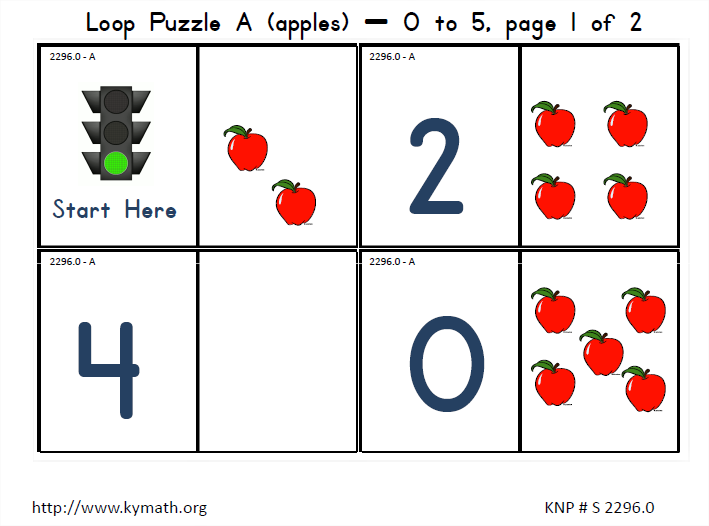 Loop Puzzle A (apples) – 0 to 5, page 1 of 2
2296.0 - A
2296.0 - A
Start Here
2
2296.0 - A
2296.0 - A
4
0
http://www.kymath.org
KNP # S 2296.0